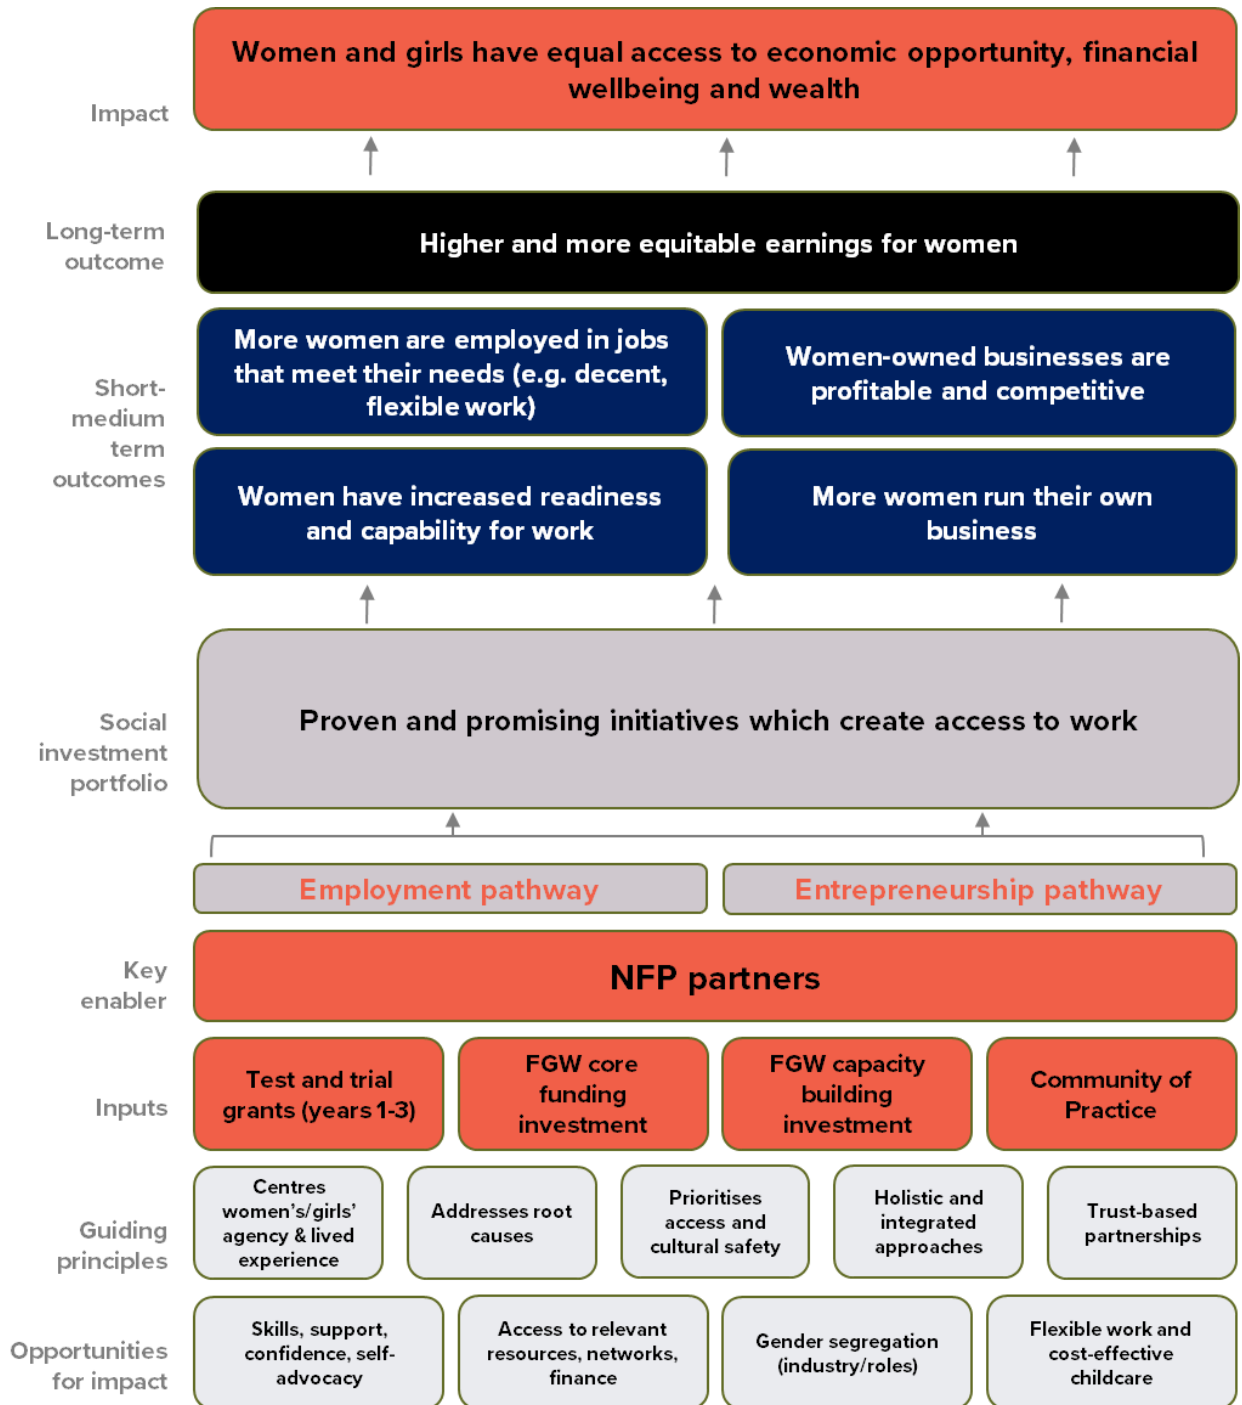 Impact
Women and girls have equal access to economic opportunity, financial
wellbeing and wealth
Long-term
outcome
Higher and more equitable earnings for women
Short-
medium
term
outcomes
More women are employed in jobs
that meet their needs (e.g. decent,
flexible work)
Women-owned businesses are
profitable and competitive
Women have increased readiness
and capability for work
More women run their own
business
Social
investment
portfolio
Proven and promising initiatives which create access to work
Employment pathway
Entrepreneurship pathway
Key
enabler
NFP partners
Inputs
Test and trial
grants (years 1-3)
FGW core
funding
investment
FGW capacity
building
investment
Community of
Practice
Guiding
principles
Centres
women’s/girls’
agency & lived
experience
Addresses root
causes
Prioritises
access and
cultural safety
Holistic and
integrated
approaches
Trust-based
partnerships
Opportunities
for impact
Skills, support,
confidence, self-
advocacy
Access to relevant
resources, networks,
finance
Gender segregation
(industry/roles)
Flexible work and
cost-effective
childcare